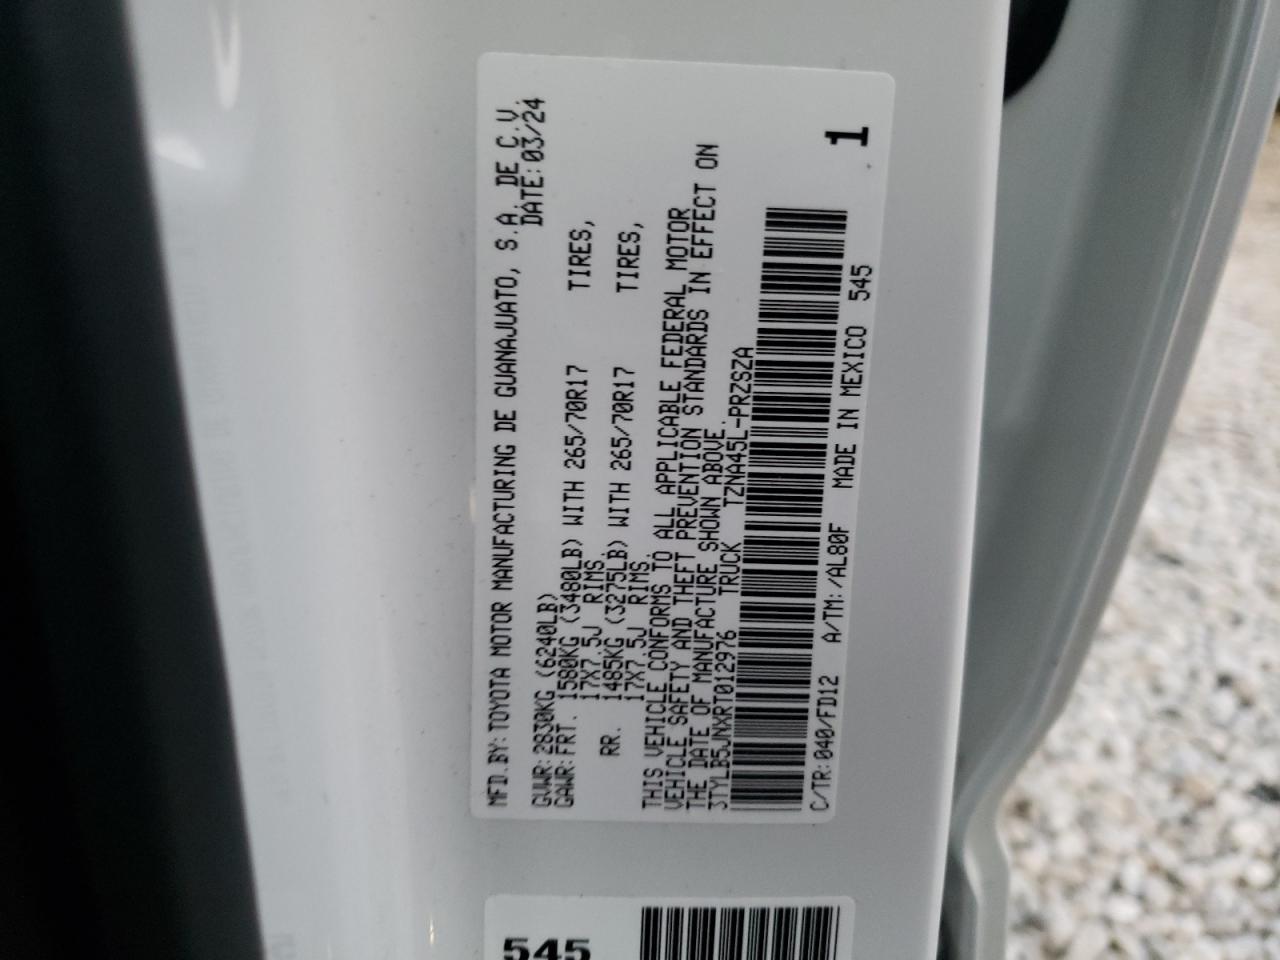 MFD.BY:TOYOTA MOTOR MANUFACTURING DE GUANAJUATO, S.A. DE C.V.
DATE:03/24
GVWR:2830KG (6240LB)
GAWR:FRT. 1580KG (3480LB) WITH 265/70R17 TIRES,
17X7.5J RIMS.
RR. 1485KG (3275LB) WITH 265/70R17 TIRES,
17X7.5J RIMS.
THIS VEHICLE CONFORMS TO ALL APPLICABLE FEDERAL MOTOR
VEHICLE SAFETY AND THEFT PREVENTION STANDARDS IN EFFECT ON
THE DATE OF MANUFACTURE SHOWN ABOVE.
3TYLB5JNXRT012976 TRUCK TZNA45L-PRZSZA
C/TR:040/FD12 A/TM:/AL80F MADE IN MEXICO 545
1
545